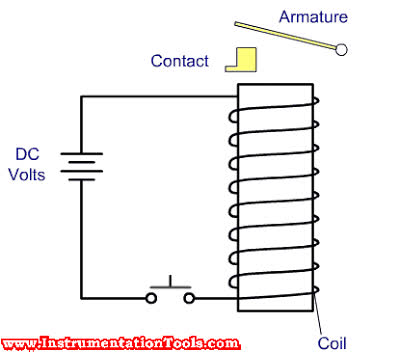 Armature
Contact
DC
Volts
www.InstrumentationTools.com
Coil